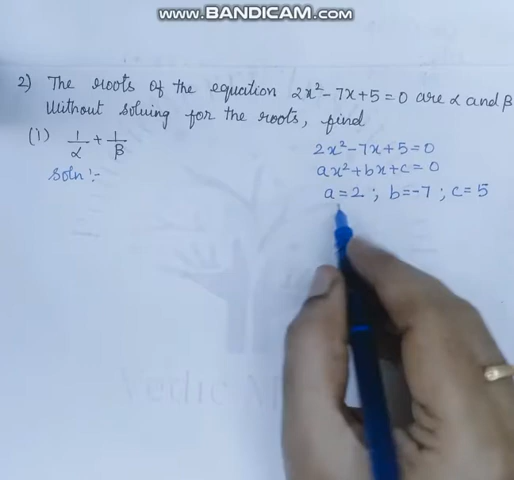 www.BANDICAM.com
2) The roots of the equation 2x² - 7x + 5 = 0 are α and β
Without solving for the roots, find
(i) 1/α + 1/β
Soln :-
2x² - 7x + 5 = 0
ax² + bx + c = 0
a = 2 ; b = -7 ; c = 5
Vedic M